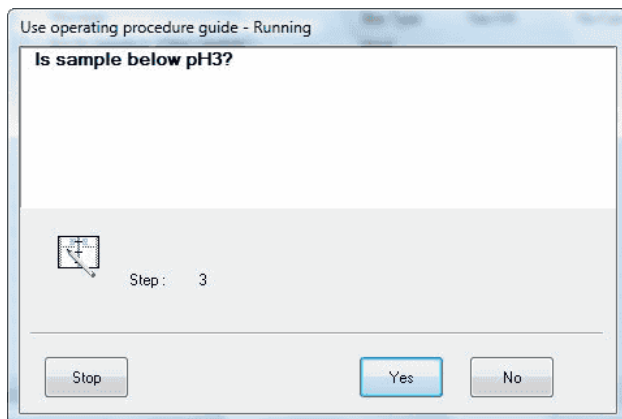 Use operating procedure guide - Running
Is sample below pH3?
Step : 3
Stop Yes No